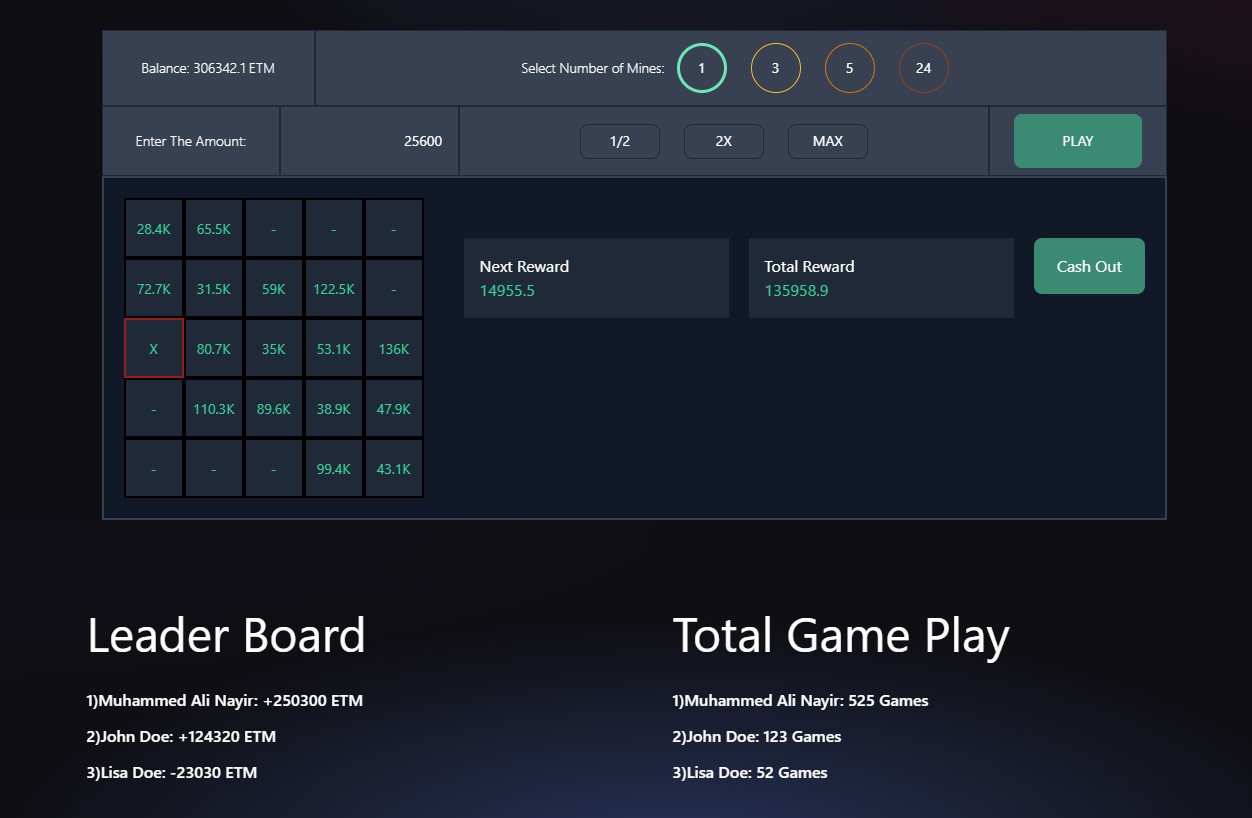 Balance: 306342.1 ETM
Select Number of Mines: 1 3 5 24
Enter The Amount: 25600 1/2 2X MAX PLAY
28.4K 65.5K - - -
72.7K 31.5K 59K 122.5K -
X 80.7K 35K 53.1K 136K
- 110.3K 89.6K 38.9K 47.9K
- - - 99.4K 43.1K
Next Reward
14955.5
Total Reward
135958.9
Cash Out
Leader Board
1)Muhammed Ali Nayir: +250300 ETM
2)John Doe: +124320 ETM
3)Lisa Doe: -23030 ETM
Total Game Play
1)Muhammed Ali Nayir: 525 Games
2)John Doe: 123 Games
3)Lisa Doe: 52 Games